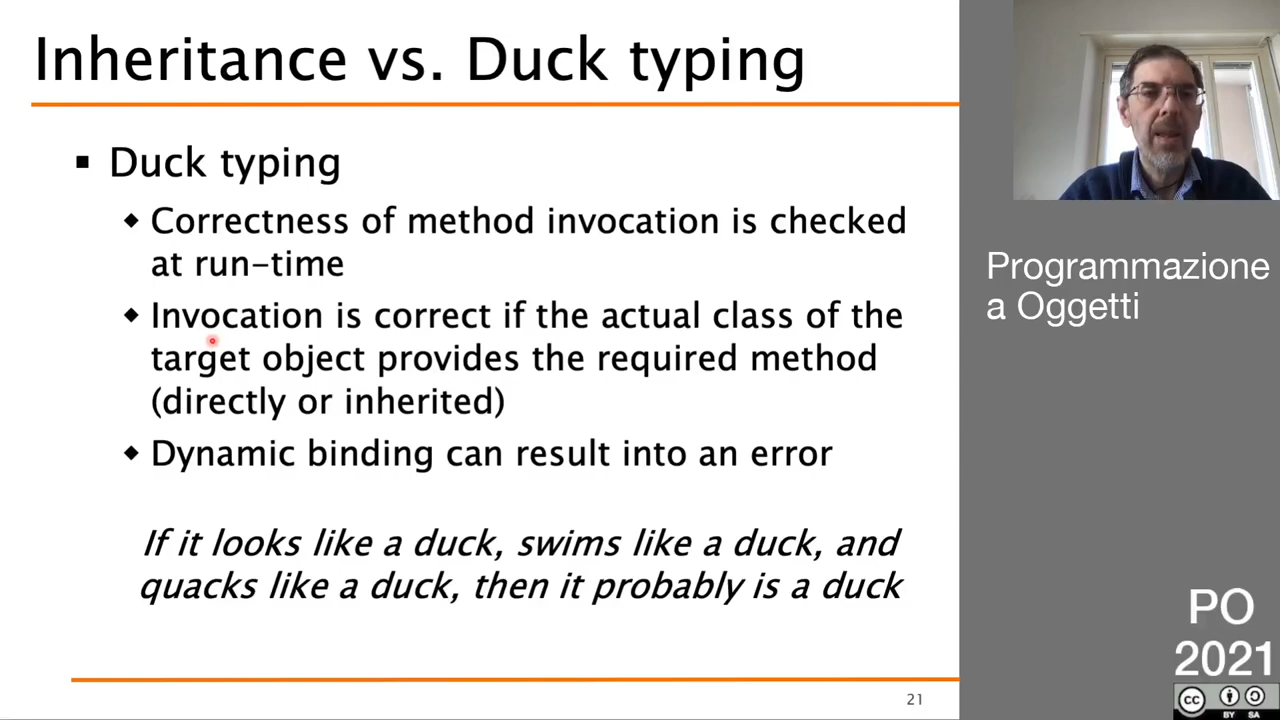 Inheritance vs. Duck typing
▪ Duck typing
◆ Correctness of method invocation is checked
at run-time
◆ Invocation is correct if the actual class of the
target object provides the required method
(directly or inherited)
◆ Dynamic binding can result into an error
If it looks like a duck, swims like a duck, and
quacks like a duck, then it probably is a duck
21
Programmazione
a Oggetti
PO
2021
cc
BY SA